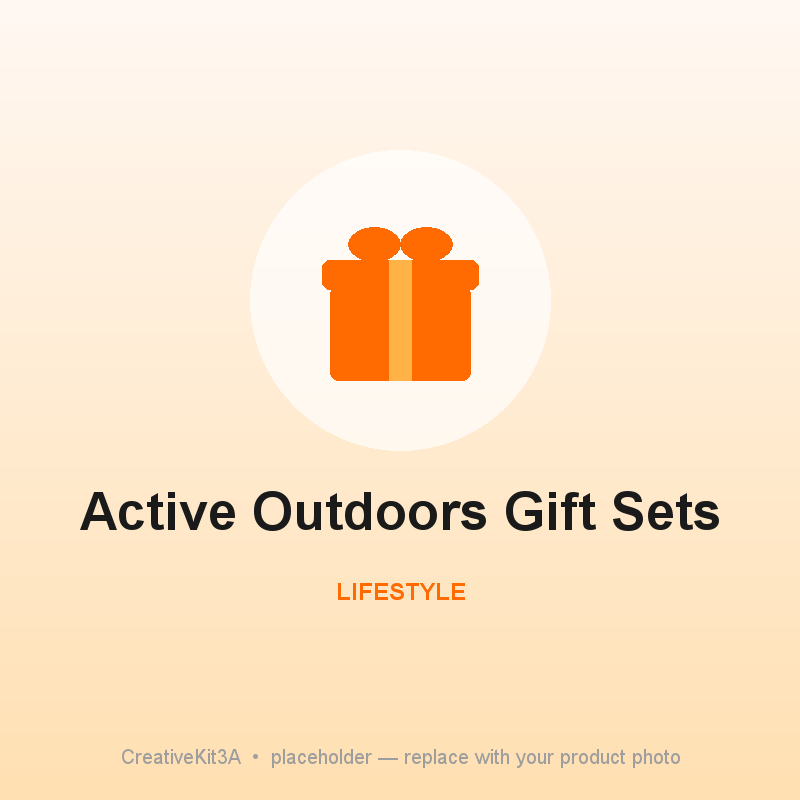 Active Outdoors Gift Sets
LIFESTYLE
CreativeKit3A • placeholder — replace with your product photo